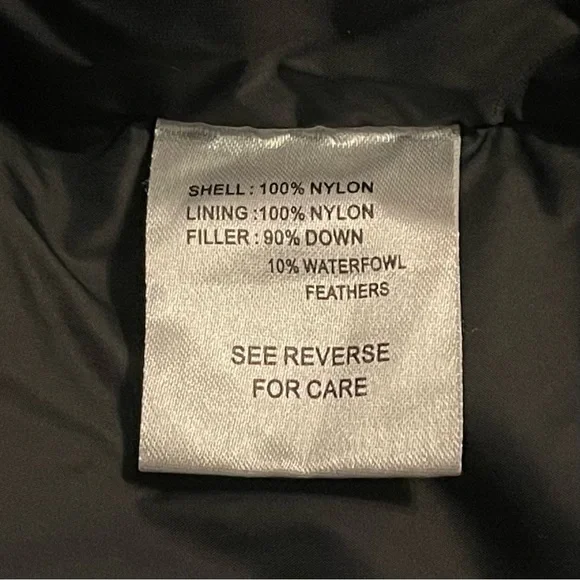 SHELL : 100% NYLON
LINING : 100% NYLON
FILLER : 90% DOWN
10% WATERFOWL
FEATHERS
SEE REVERSE
FOR CARE